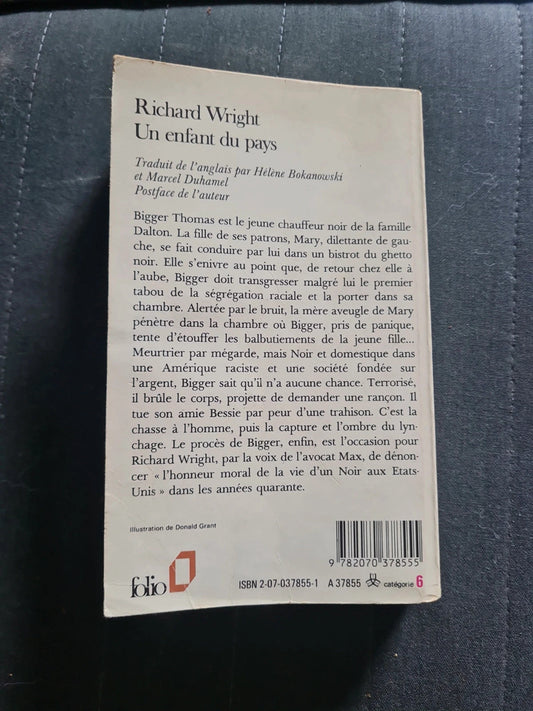 Richard Wright
Un enfant du pays
Traduit de l'anglais par Hélène Bokanowski
et Marcel Duhamel
Postface de l'auteur
Bigger Thomas est le jeune chauffeur noir de la famille
Dalton. La fille de ses patrons, Mary, dilettante de gau-
che, se fait conduire par lui dans un bistrot du ghetto
noir. Elle s'enivre au point que, de retour chez elle à
l'aube, Bigger doit transgresser malgré lui le premier
tabou de la ségrégation raciale et la porter dans sa
chambre. Alertée par le bruit, la mère aveugle de Mary
pénètre dans la chambre où Bigger, pris de panique,
tente d'étouffer les balbutiements de la jeune fille...
Meurtrier par mégarde, mais Noir et domestique dans
une Amérique raciste et une société fondée sur
l'argent, Bigger sait qu'il n'a aucune chance. Terrorisé,
il brûle le corps, projette de demander une rançon. Il
tue son amie Bessie par peur d'une trahison. C'est la
chasse à l'homme, puis la capture et l'ombre du lyn-
chage. Le procès de Bigger, enfin, est l'occasion pour
Richard Wright, par la voix de l'avocat Max, de dénon-
cer « l'honneur moral de la vie d'un Noir aux Etats-
Unis » dans les années quarante.
Illustration de Donald Grant
9 782070 378555
folio
ISBN 2-07-037855-1 A 37855 catégorie 6